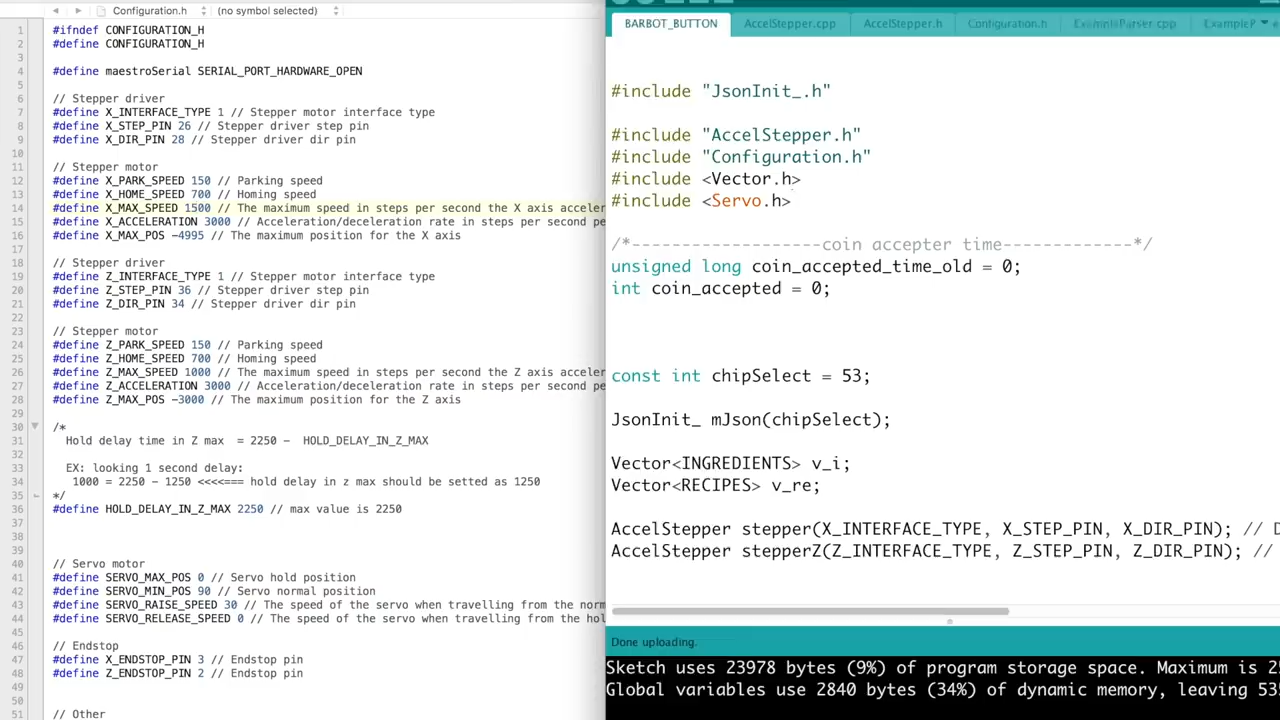 Configuration.h
(no symbol selected)
1 #ifndef CONFIGURATION_H
2 #define CONFIGURATION_H
3
4 #define maestroSerial SERIAL_PORT_HARDWARE_OPEN
5
6 // Stepper driver
7 #define X_INTERFACE_TYPE 1 // Stepper motor interface type
8 #define X_STEP_PIN 26 // Stepper driver step pin
9 #define X_DIR_PIN 28 // Stepper driver dir pin
10
11 // Stepper motor
12 #define X_PARK_SPEED 150 // Parking speed
13 #define X_HOME_SPEED 700 // Homing speed
14 #define X_MAX_SPEED 1500 // The maximum speed in steps per second the X axis acceler
15 #define X_ACCELERATION 3000 // Acceleration/deceleration rate in steps per second pe
16 #define X_MAX_POS -4995 // The maximum position for the X axis
17
18 // Stepper driver
19 #define Z_INTERFACE_TYPE 1 // Stepper motor interface type
20 #define Z_STEP_PIN 36 // Stepper driver step pin
21 #define Z_DIR_PIN 34 // Stepper driver dir pin
22
23 // Stepper motor
24 #define Z_PARK_SPEED 150 // Parking speed
25 #define Z_HOME_SPEED 700 // Homing speed
26 #define Z_MAX_SPEED 1000 // The maximum speed in steps per second the Z axis acceler
27 #define Z_ACCELERATION 3000 // Acceleration/deceleration rate in steps per second pe
28 #define Z_MAX_POS -3000 // The maximum position for the Z axis
29
30 /*
31 Hold delay time in Z max = 2250 - HOLD_DELAY_IN_Z_MAX
32
33 EX: looking 1 second delay:
34 1000 = 2250 - 1250 <<<<=== hold delay in z max should be setted as 1250
35 */
36 #define HOLD_DELAY_IN_Z_MAX 2250 // max value is 2250
37
38
39
40 // Servo motor
41 #define SERVO_MAX_POS 0 // Servo hold position
42 #define SERVO_MIN_POS 90 // Servo normal position
43 #define SERVO_RAISE_SPEED 30 // The speed of the servo when travelling from the norm
44 #define SERVO_RELEASE_SPEED 0 // The speed of the servo when travelling from the hol
45
46 // Endstop
47 #define X_ENDSTOP_PIN 3 // Endstop pin
48 #define Z_ENDSTOP_PIN 2 // Endstop pin
49
50
51 // Other
BARBOT_BUTTON
AccelStepper.cpp
AccelStepper.h
Configuration.h
ExampleParser.cpp
ExampleP
#include "JsonInit_.h"
#include "AccelStepper.h"
#include "Configuration.h"
#include <Vector.h>
#include <Servo.h>
/*-------------------coin accepter time-------------*/
unsigned long coin_accepted_time_old = 0;
int coin_accepted = 0;
const int chipSelect = 53;
JsonInit_ mJson(chipSelect);
Vector<INGREDIENTS> v_i;
Vector<RECIPES> v_re;
AccelStepper stepper(X_INTERFACE_TYPE, X_STEP_PIN, X_DIR_PIN); // D
AccelStepper stepperZ(Z_INTERFACE_TYPE, Z_STEP_PIN, Z_DIR_PIN); //
Done uploading.
Sketch uses 23978 bytes (9%) of program storage space. Maximum is 25
Global variables use 2840 bytes (34%) of dynamic memory, leaving 535